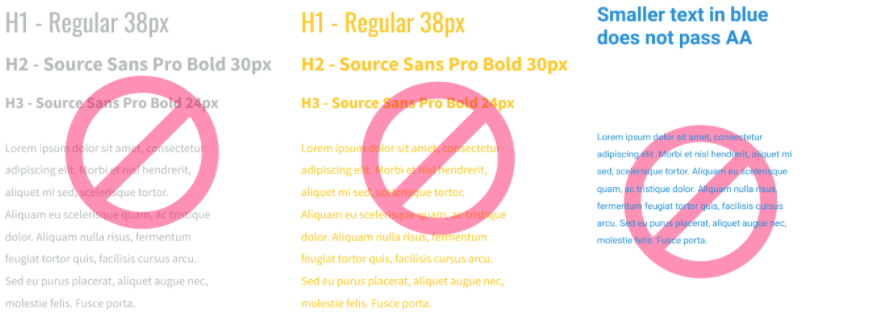 H1 - Regular 38px
H2 - Source Sans Pro Bold 30px
H3 - Source Sans Pro Bold 24px
Lorem ipsum dolor sit amet, consectetur
adipiscing elit. Morbi et nisl hendrerit,
aliquet mi sed, scelerisque tortor.
Aliquam eu scelerisque quam, ac tristique
dolor. Aliquam nulla risus, fermentum
feugiat tortor quis, facilisis cursus arcu.
Sed eu purus placerat, aliquet augue nec,
molestie felis. Fusce porta.
H1 - Regular 38px
H2 - Source Sans Pro Bold 30px
H3 - Source Sans Pro Bold 24px
Lorem ipsum dolor sit amet, consectetur
adipiscing elit. Morbi et nisl hendrerit,
aliquet mi sed, scelerisque tortor.
Aliquam eu scelerisque quam, ac tristique
dolor. Aliquam nulla risus, fermentum
feugiat tortor quis, facilisis cursus arcu.
Sed eu purus placerat, aliquet augue nec,
molestie felis. Fusce porta.
Smaller text in blue
does not pass AA
Lorem ipsum dolor sit amet, consectetur
adipiscing elit. Morbi et nisl hendrerit, aliquet mi
sed, scelerisque tortor. Aliquam eu scelerisque
quam, ac tristique dolor. Aliquam nulla risus,
fermentum feugiat tortor quis, facilisis cursus
arcu. Sed eu purus placerat, aliquet augue nec,
molestie felis. Fusce porta.